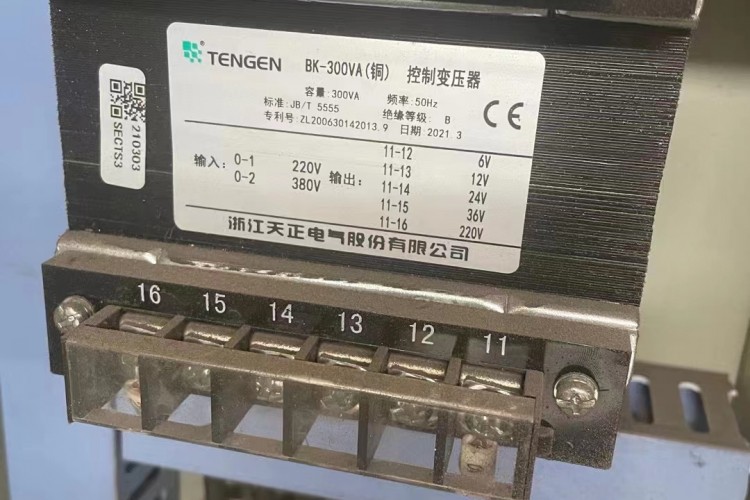 TENGEN BK-300VA(铜) 控制变压器
容量:300VA 频率:50Hz
标准:JB/T 5555 绝缘等级: B
专利号:ZL200630142013.9 日期:2021.3
CE
210303
SECTS3
输入: 0-1 220V
0-2 380V
输出: 11-12 6V
11-13 12V
11-14 24V
11-15 36V
11-16 220V
浙江天正电气股份有限公司
16 15 14 13 12 11